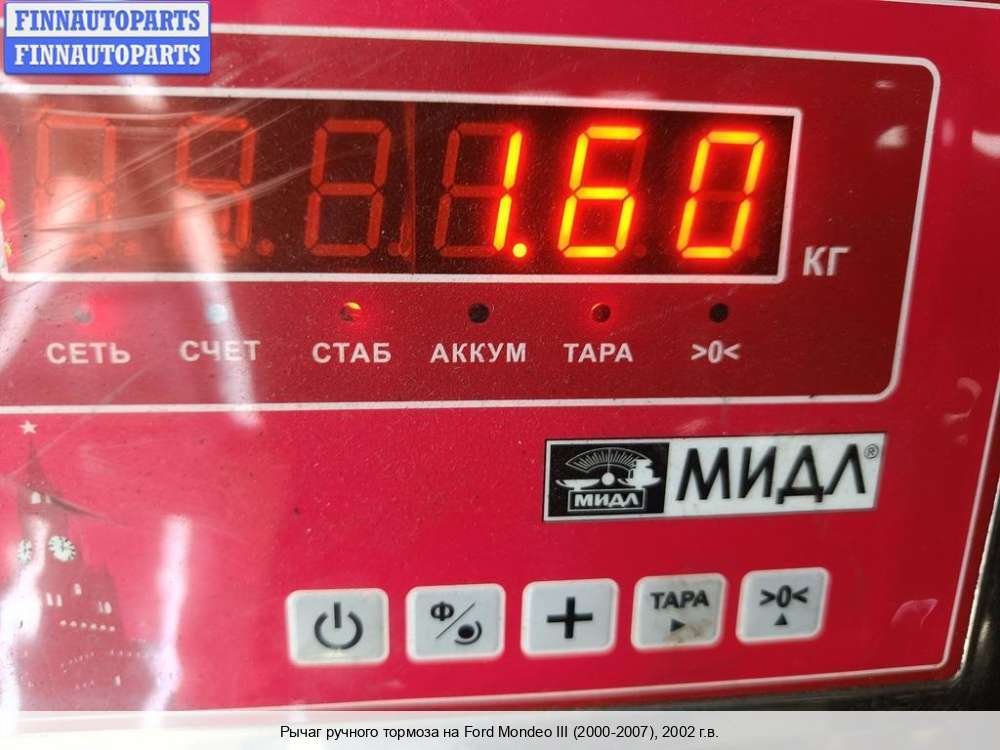 FINNAUTOPARTS
FINNAUTOPARTS
1.60
КГ
СЕТЬ СЧЕТ СТАБ АККУМ ТАРА >0<
МИДЛ МИДЛ®
Ф ТАРА >0<
Рычаг ручного тормоза на Ford Mondeo III (2000-2007), 2002 г.в.